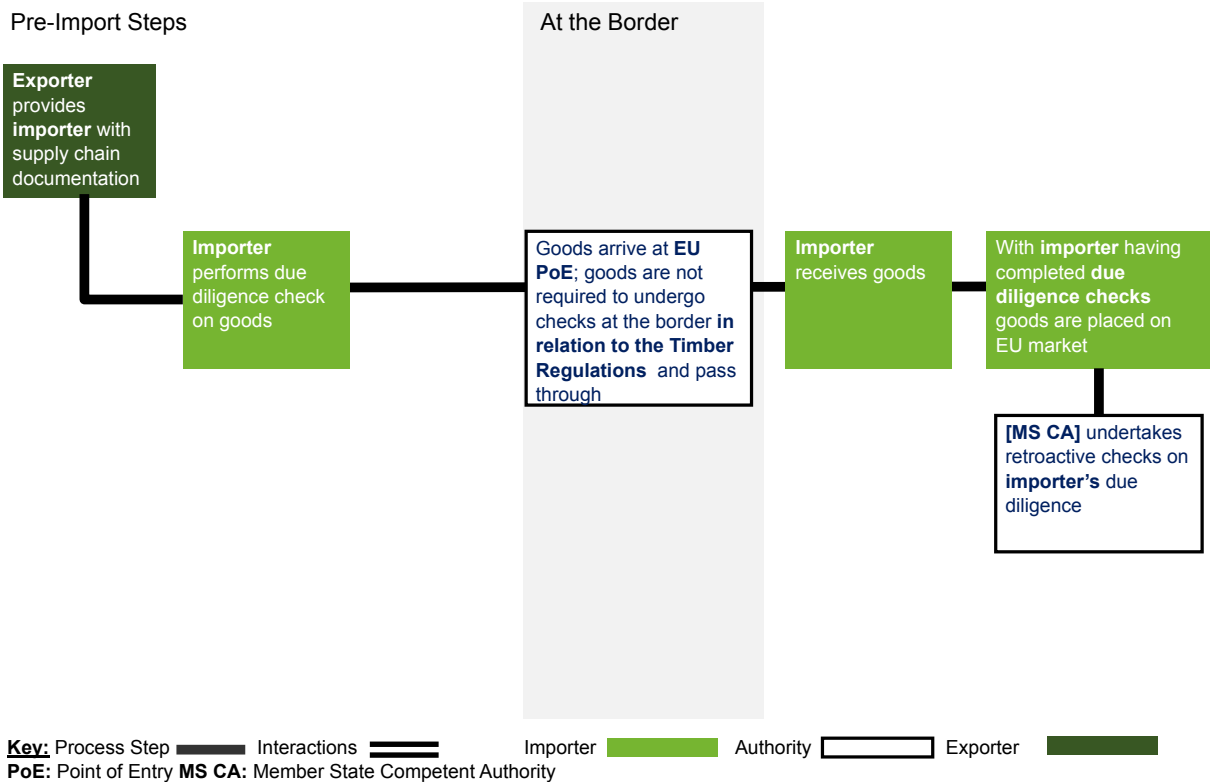 Pre-Import Steps
At the Border
Exporter
provides
importer with
supply chain
documentation
Importer
performs due
diligence check
on goods
Goods arrive at EU
PoE; goods are not
required to undergo
checks at the border in
relation to the Timber
Regulations and pass
through
Importer
receives goods
With importer having
completed due
diligence checks
goods are placed on
EU market
[MS CA] undertakes
retroactive checks on
importer’s due
diligence
Key: Process Step Interactions Importer Authority Exporter
PoE: Point of Entry MS CA: Member State Competent Authority